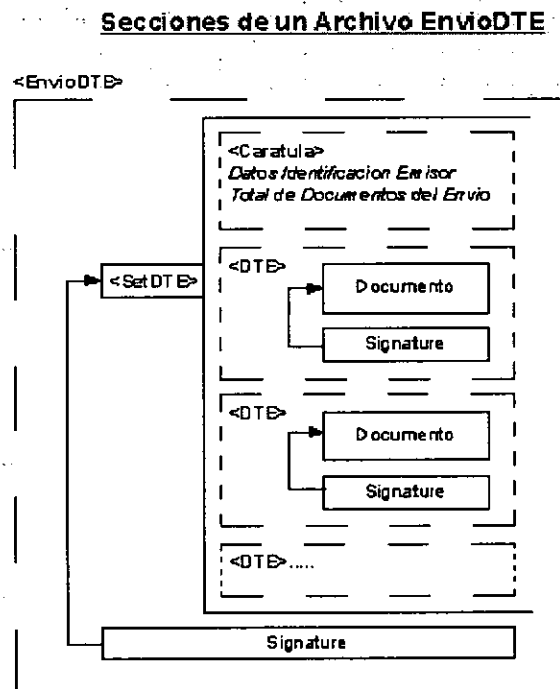 Secciones de un Archivo EnvioDTE
<EnvioDTE>
<Caratula>
Datos Identificacion Emisor
Total de Documentos del Envio
<SetDTE>
<DTE>
Documento
Signature
<DTE>
Documento
Signature
<DTE>.....
Signature